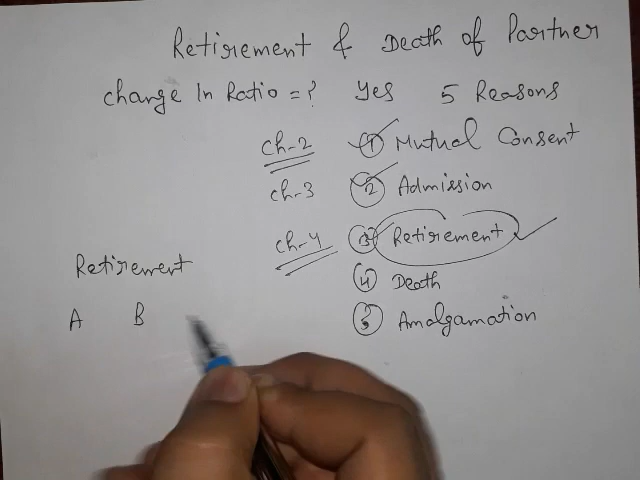 Retirement & Death of Partner
change In Ratio = ? Yes 5 Reasons
ch-2 1 Mutual Consent
ch-3 2 Admission
ch-4 3 Retirement
4 Death
5 Amalgamation
Retirement
A B